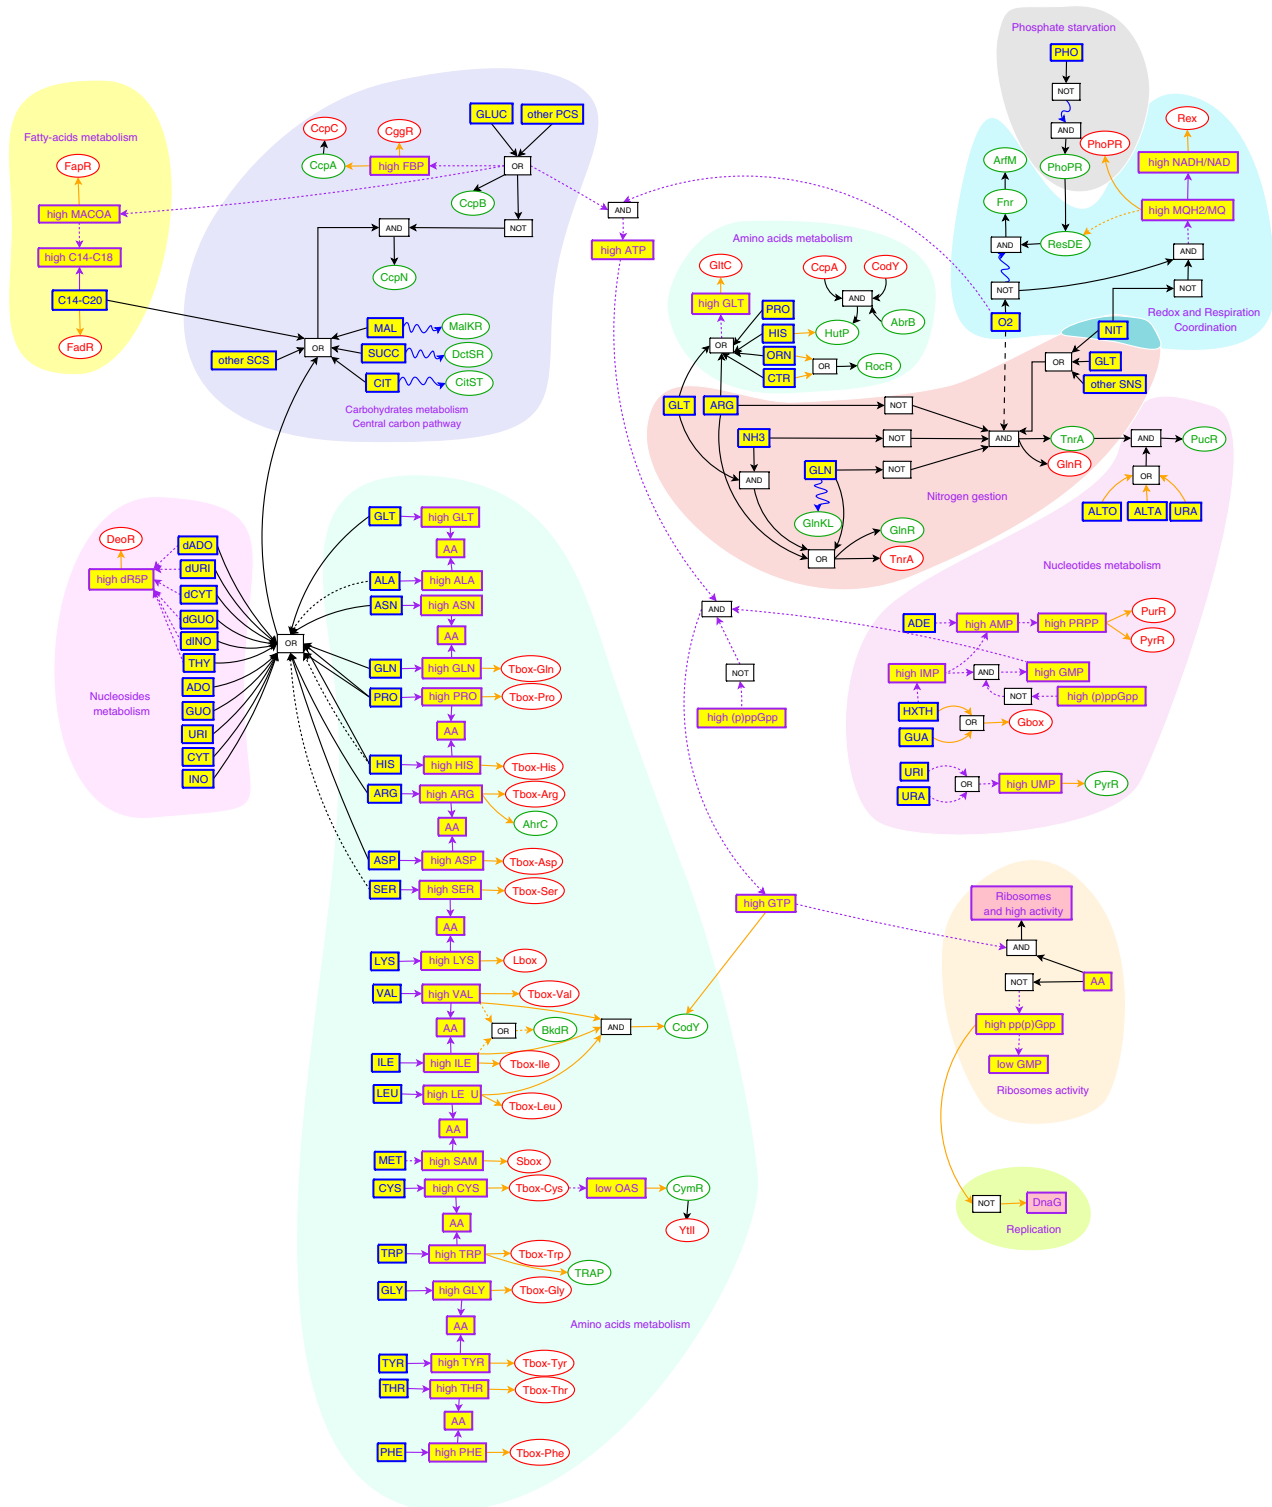 Phosphate starvation
PHO
NOT
AND
PhoPR
PhoPR
Rex
high NADH/NAD
high MQH2/MQ
ArfM
Fnr
AND
ResDE
AND
NOT
NOT
O2
NIT
Redox and Respiration
Coordination
Fatty-acids metabolism
FapR
high MACOA
high C14-C18
C14-C20
FadR
GLUC
other PCS
CcpC
CggR
CcpA
high FBP
OR
CcpB
AND
NOT
CcpN
MAL
MalKR
OR
SUCC
DctSR
other SCS
CIT
CitST
Carbohydrates metabolism
Central carbon pathway
AND
high ATP
Amino acids metabolism
GltC
CcpA
CodY
high GLT
AND
PRO
HIS
HutP
AbrB
OR
ORN
OR
RocR
CTR
OR
GLT
other SNS
GLT
ARG
NOT
NH3
NOT
AND
TnrA
AND
PucR
GlnR
AND
GLN
NOT
OR
Nitrogen gestion
ALTO
ALTA
URA
GlnKL
GlnR
OR
TnrA
Nucleotides metabolism
DeoR
high dR5P
dADO
dURI
dCYT
dGUO
dINO
THY
ADO
GUO
URI
CYT
INO
Nucleosides
metabolism
OR
GLT
high GLT
AA
ALA
high ALA
ASN
high ASN
AA
GLN
high GLN
Tbox-Gln
PRO
high PRO
Tbox-Pro
AA
HIS
high HIS
Tbox-His
ARG
high ARG
Tbox-Arg
AhrC
AA
ASP
high ASP
Tbox-Asp
SER
high SER
Tbox-Ser
AA
LYS
high LYS
Lbox
VAL
high VAL
Tbox-Val
AA
OR
BkdR
AND
CodY
ILE
high ILE
Tbox-Ile
LEU
high LE U
Tbox-Leu
AA
MET
high SAM
Sbox
CYS
high CYS
Tbox-Cys
low OAS
CymR
AA
YtlI
TRP
high TRP
Tbox-Trp
TRAP
GLY
high GLY
Tbox-Gly
AA
Amino acids metabolism
TYR
high TYR
Tbox-Tyr
THR
high THR
Tbox-Thr
AA
PHE
high PHE
Tbox-Phe
AND
NOT
high (p)ppGpp
ADE
high AMP
high PRPP
PurR
PyrR
high IMP
AND
high GMP
NOT
high (p)ppGpp
HXTH
OR
Gbox
GUA
URI
OR
high UMP
PyrR
URA
high GTP
Ribosomes
and high activity
AND
NOT
AA
high pp(p)Gpp
low GMP
Ribosomes activity
NOT
DnaG
Replication